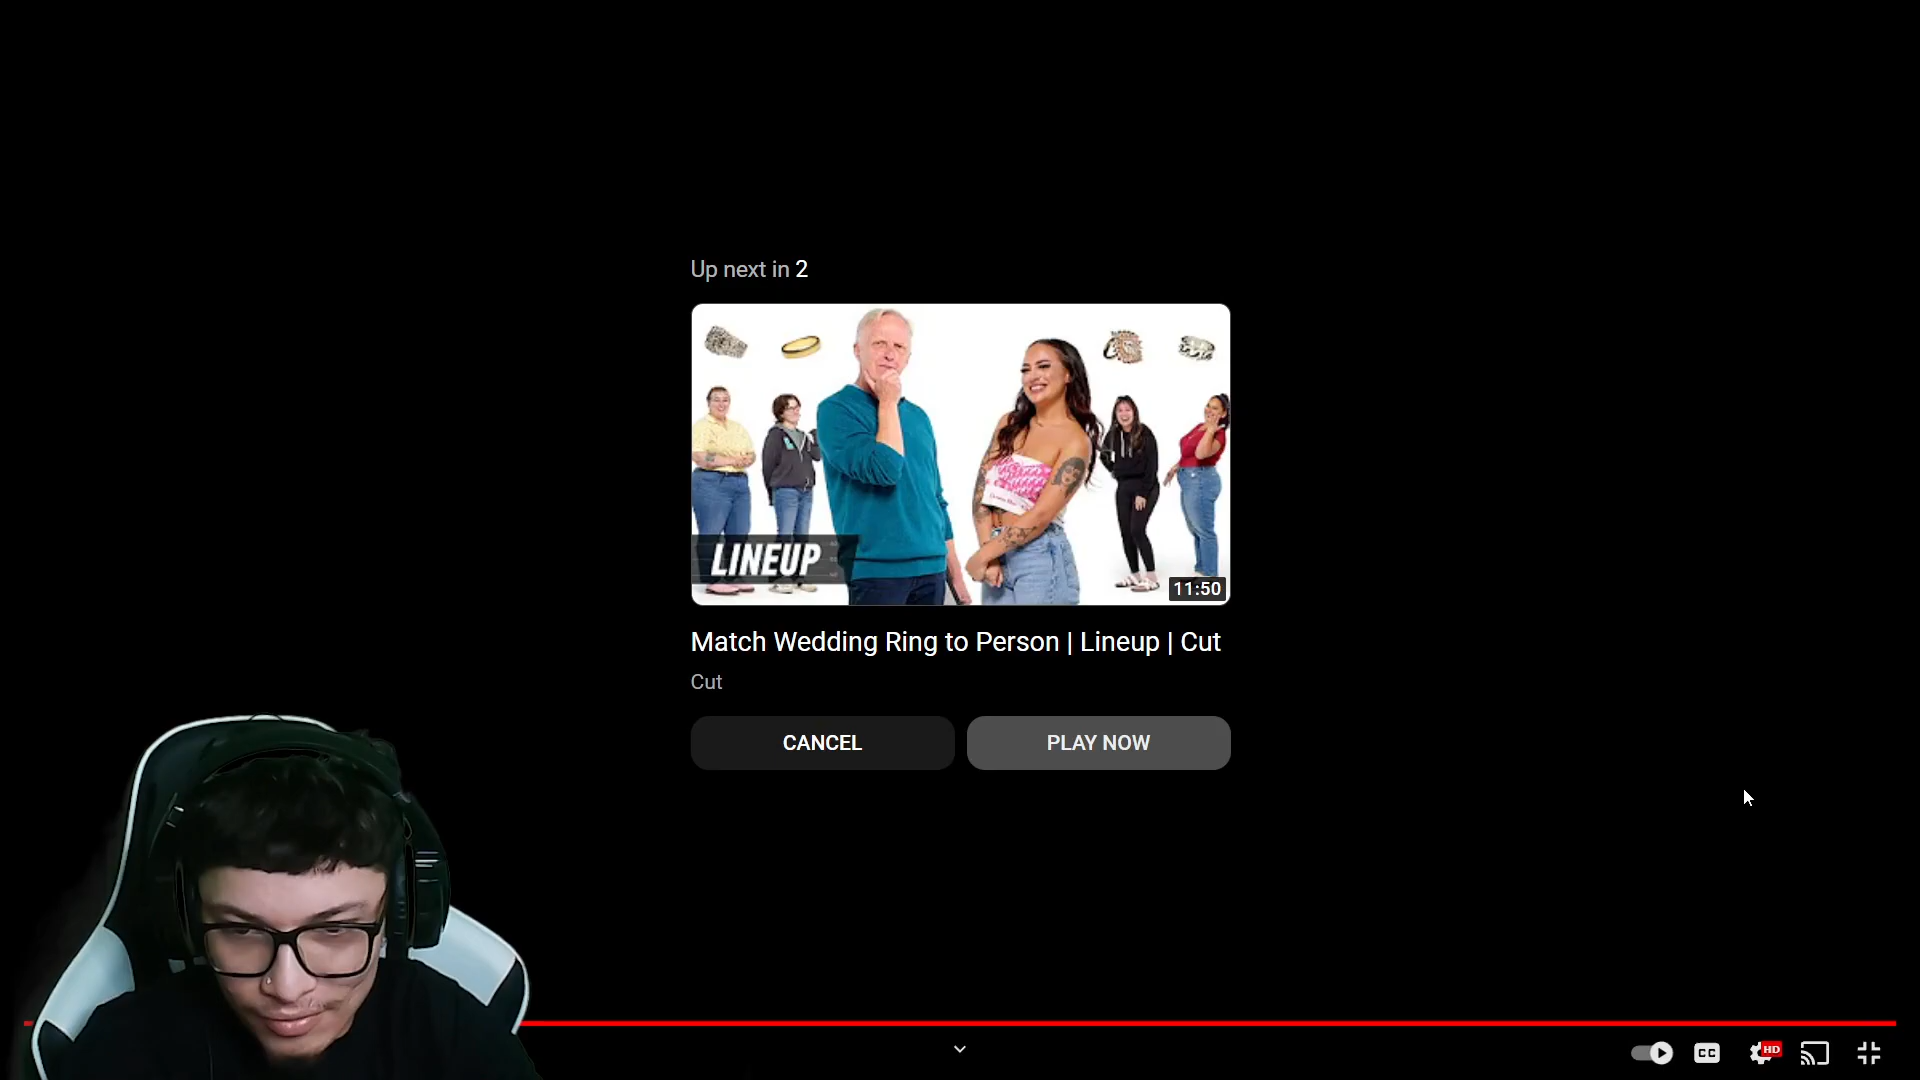 Up next in 2
LINEUP
11:50
Match Wedding Ring to Person | Lineup | Cut
Cut
CANCEL
PLAY NOW
CC
HD